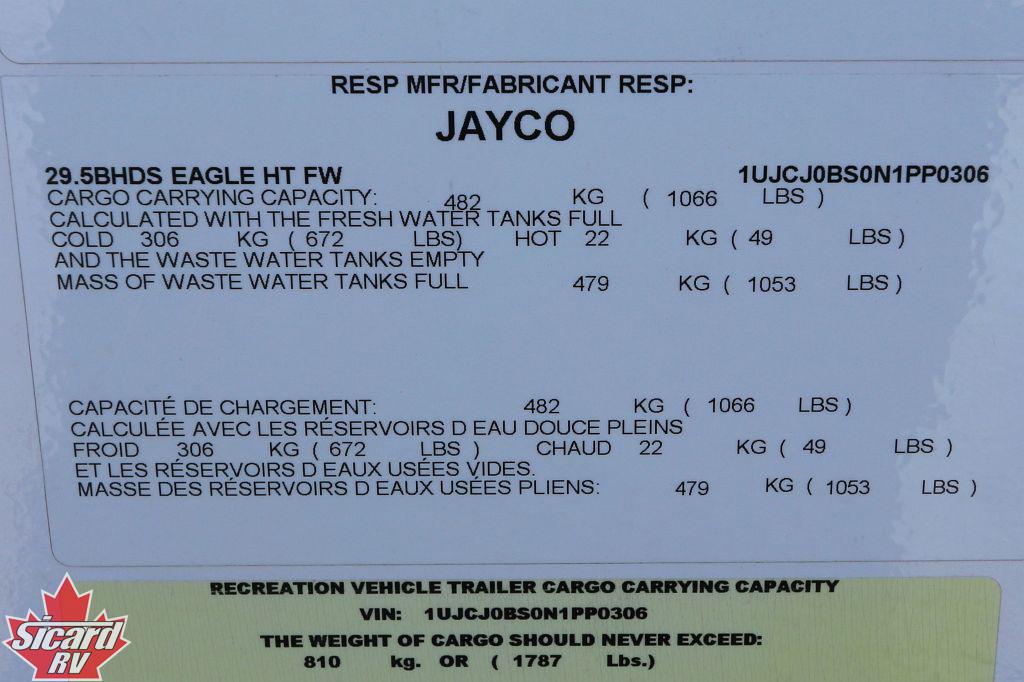 RESP MFR/FABRICANT RESP:
JAYCO
29.5BHDS EAGLE HT FW 1UJCJ0BS0N1PP0306
CARGO CARRYING CAPACITY: 482 KG ( 1066 LBS )
CALCULATED WITH THE FRESH WATER TANKS FULL
COLD 306 KG ( 672 LBS) HOT 22 KG ( 49 LBS )
AND THE WASTE WATER TANKS EMPTY
MASS OF WASTE WATER TANKS FULL 479 KG ( 1053 LBS )
CAPACITÉ DE CHARGEMENT: 482 KG ( 1066 LBS )
CALCULÉE AVEC LES RÉSERVOIRS D EAU DOUCE PLEINS
FROID 306 KG ( 672 LBS ) CHAUD 22 KG ( 49 LBS )
ET LES RÉSERVOIRS D EAUX USÉES VIDES.
MASSE DES RÉSERVOIRS D EAUX USÉES PLIENS: 479 KG ( 1053 LBS )
RECREATION VEHICLE TRAILER CARGO CARRYING CAPACITY
VIN: 1UJCJ0BS0N1PP0306
THE WEIGHT OF CARGO SHOULD NEVER EXCEED:
810 kg. OR ( 1787 Lbs.)
Sicard
RV